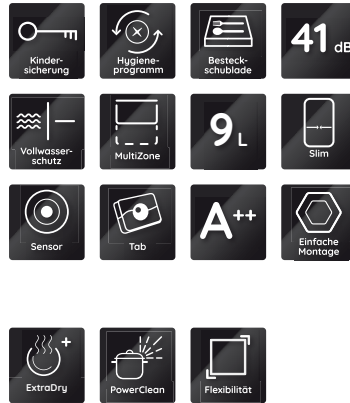 Kinder-
sicherung
Hygiene-
programm
Besteck-
schublade
41 dB
Vollwasser-
schutz
MultiZone
9 L
Slim
Sensor
Tab
A++
Einfache
Montage
ExtraDry
PowerClean
Flexibilität